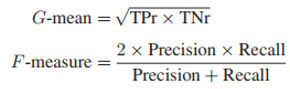 G-mean = √TPr × TNr
F-measure = 2 × Precision × Recall / Precision + Recall